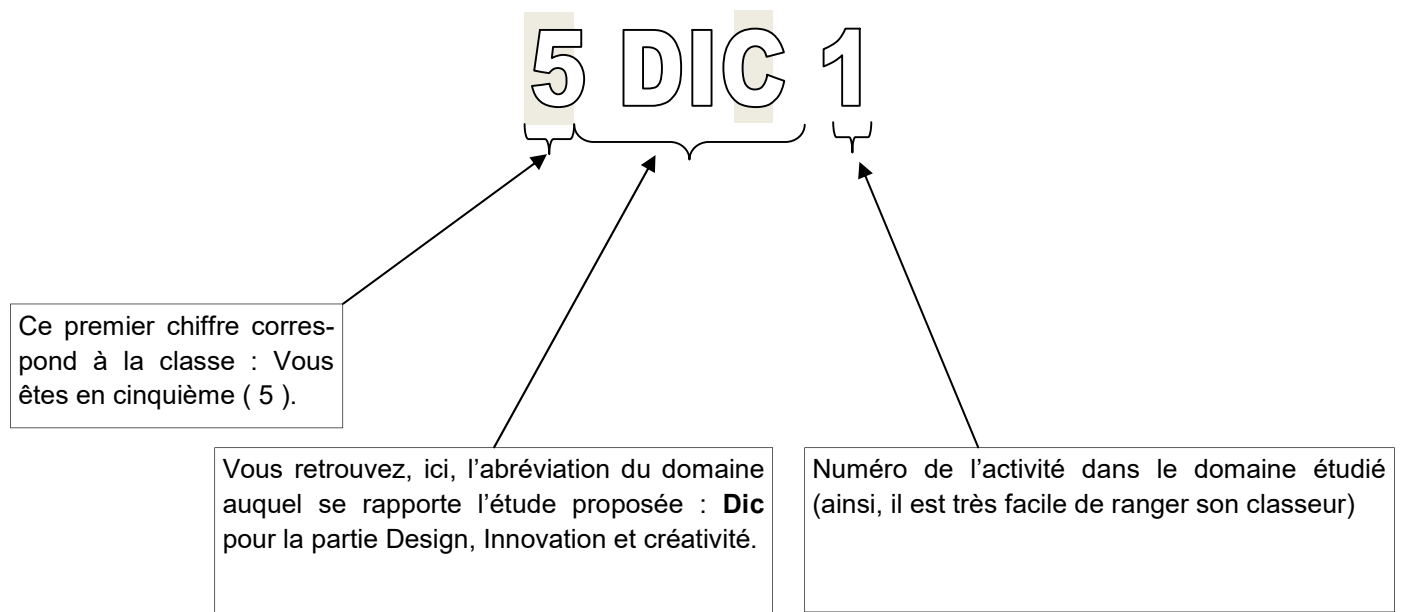 5 DIC 1
Ce premier chiffre corres-
pond à la classe : Vous
êtes en cinquième ( 5 ).
Vous retrouvez, ici, l’abréviation du domaine
auquel se rapporte l’étude proposée : Dic
pour la partie Design, Innovation et créativité.
Numéro de l’activité dans le domaine étudié
(ainsi, il est très facile de ranger son classeur)